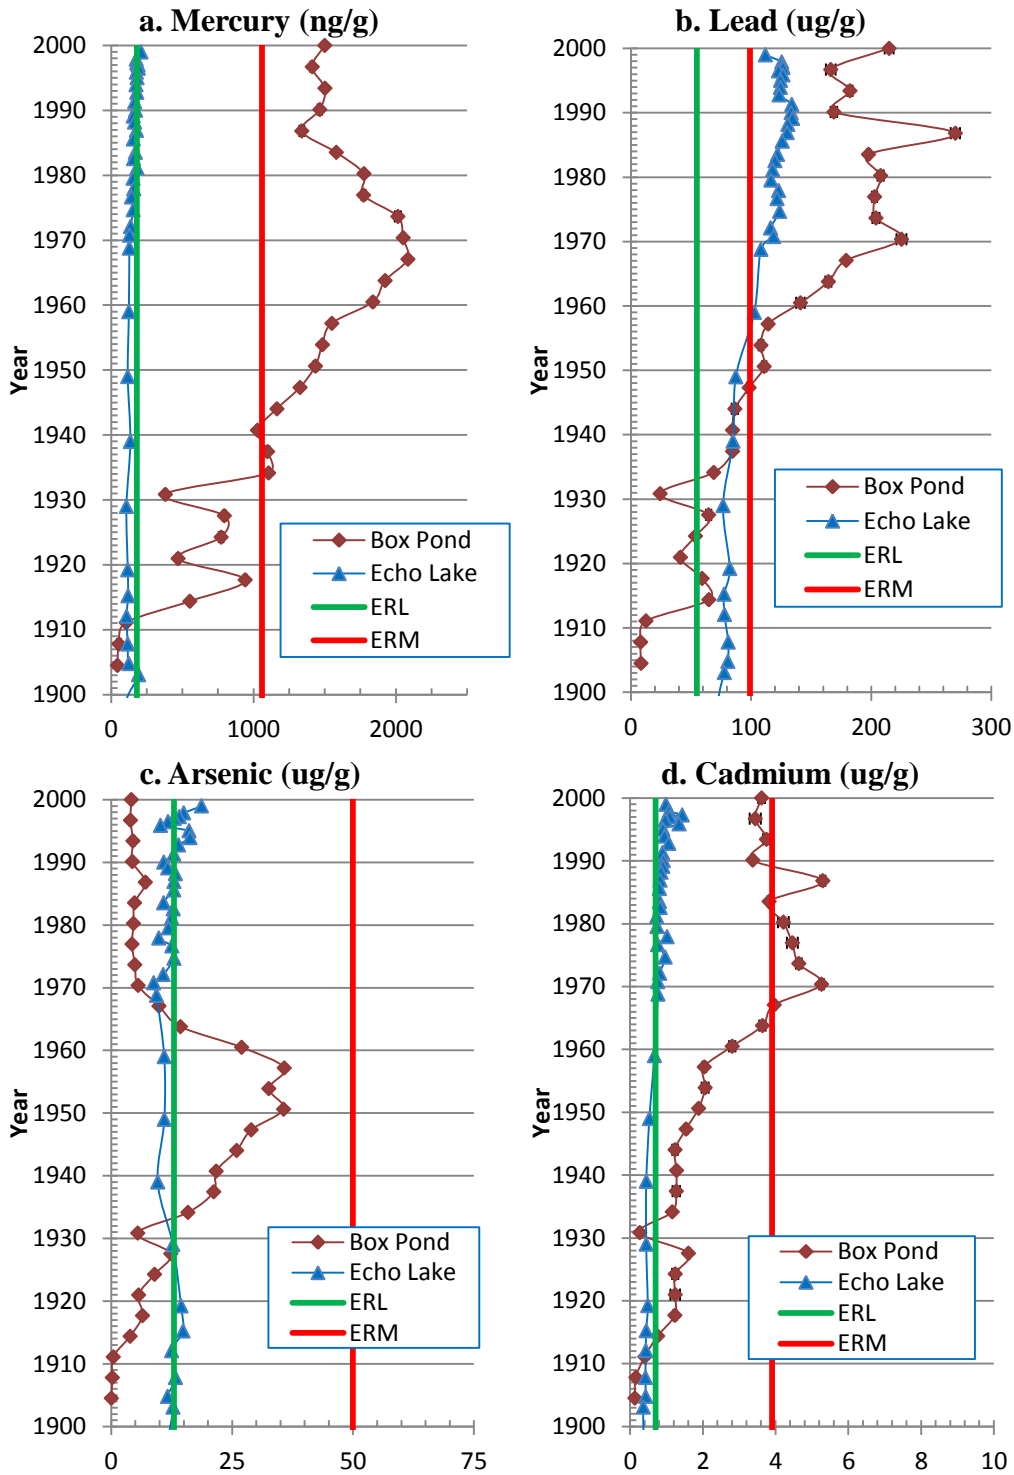 a. Mercury (ng/g)
2000
1990
1980
1970
1960
1950
1940
1930
1920
1910
1900
Year
0
1000
2000
Box Pond
Echo Lake
ERL
ERM
b. Lead (ug/g)
2000
1990
1980
1970
1960
1950
1940
1930
1920
1910
1900
Year
0
100
200
300
Box Pond
Echo Lake
ERL
ERM
c. Arsenic (ug/g)
2000
1990
1980
1970
1960
1950
1940
1930
1920
1910
1900
Year
0
25
50
75
Box Pond
Echo Lake
ERL
ERM
d. Cadmium (ug/g)
2000
1990
1980
1970
1960
1950
1940
1930
1920
1910
1900
Year
0
2
4
6
8
10
Box Pond
Echo Lake
ERL
ERM